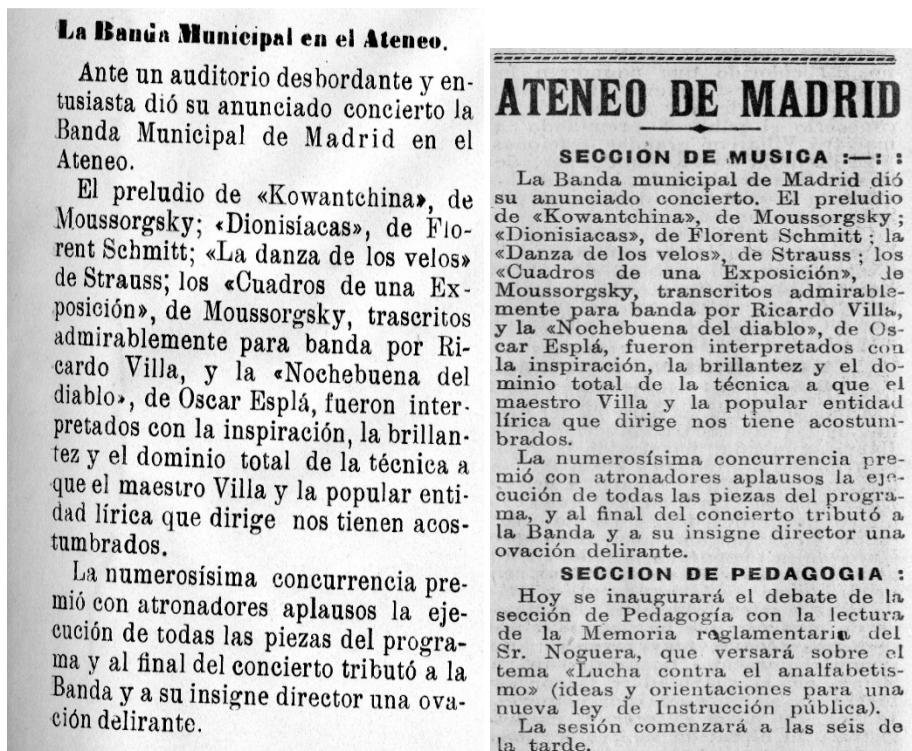 La Banda Municipal en el Ateneo.
Ante un auditorio desbordante y en-
tusiasta dió su anunciado concierto la
Banda Municipal de Madrid en el
Ateneo.
El preludio de «Kowantchina», de
Moussorgsky; «Dionisíacas», de Flo-
rent Schmitt; «La danza de los velos»
de Strauss; los «Cuadros de una Ex-
posición», de Moussorgsky, trascritos
admirablemente para banda por Ri-
cardo Villa, y la «Nochebuena del
diablo», de Oscar Esplá, fueron inter-
pretados con la inspiración, la brillan-
tez y el dominio total de la técnica a
que el maestro Villa y la popular enti-
dad lírica que dirige nos tienen acos-
tumbrados.
La numerosísima concurrencia pre-
mió con atronadores aplausos la eje-
cución de todas las piezas del progra-
ma y al final del concierto tributó a la
Banda y a su insigne director una ova-
ción delirante.
ATENEO DE MADRID
SECCION DE MUSICA :—: :
La Banda municipal de Madrid dió
su anunciado concierto. El preludio
de «Kowantchina», de Moussorgsky;
«Dionisiacas», de Florent Schmitt; la
«Danza de los velos», de Strauss; los
«Cuadros de una Exposición», de
Moussorgsky, transcritos admirable-
mente para banda por Ricardo Villa,
y la «Nochebuena del diablo», de Os-
car Esplá, fueron interpretados con
la inspiración, la brillantez y el do-
minio total de la técnica a que el
maestro Villa y la popular entidad
lírica que dirige nos tiene acostum-
brados.
La numerosísima concurrencia pre-
mió con atronadores aplausos la eje-
cución de todas las piezas del progra-
ma, y al final del concierto tributó a
la Banda y a su insigne director una
ovación delirante.
SECCION DE PEDAGOGIA :
Hoy se inaugurará el debate de la
sección de Pedagogía con la lectura
de la Memoria reglamentaria del
Sr. Noguera, que versará sobre el
tema «Lucha contra el analfabetis-
mo» (ideas y orientaciones para una
nueva ley de Instrucción pública).
La sesión comenzará a las seis de
la tarde.